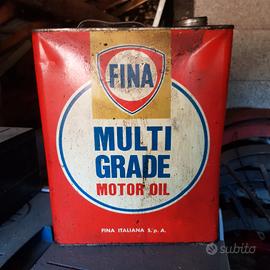 FINA
MULTI
GRADE
MOTOR OIL
FINA ITALIANA S.p.A.
subito